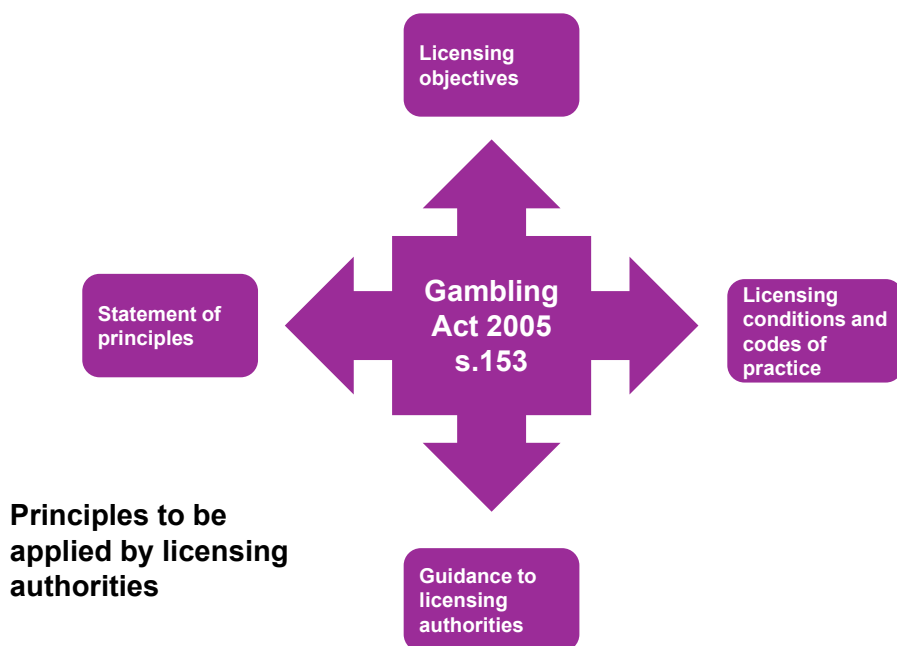 Licensing
objectives
Statement of
principles
Gambling
Act 2005
s.153
Licensing
conditions and
codes of
practice
Principles to be
applied by licensing
authorities
Guidance to
licensing
authorities